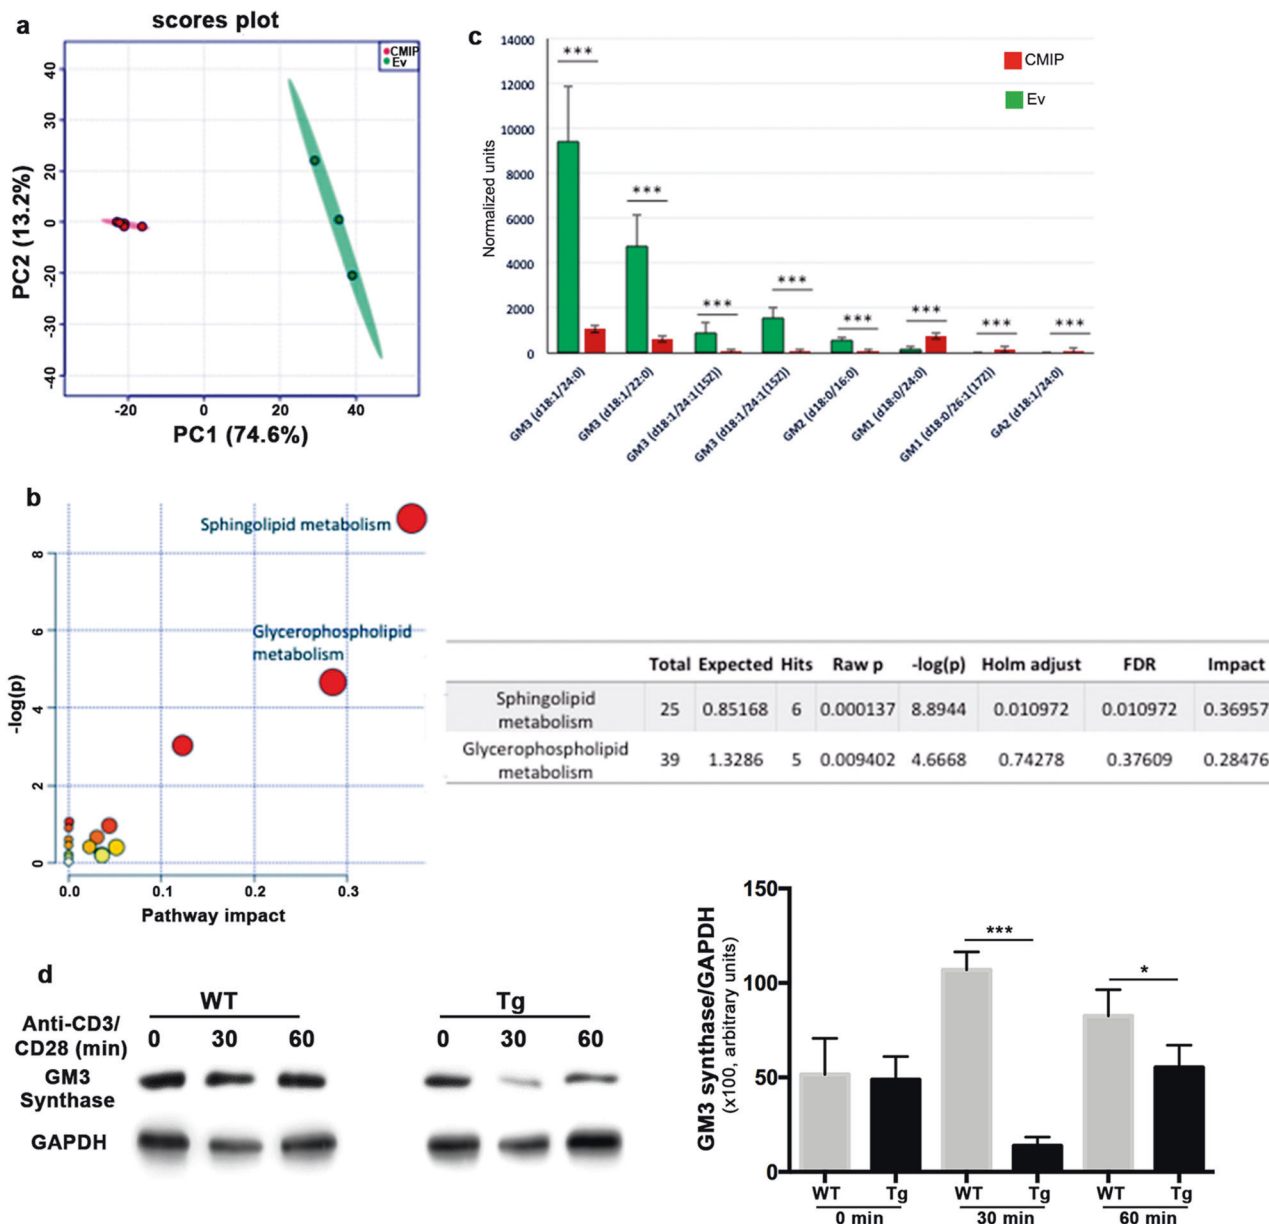 a
scores plot
CMIP
Ev
40
30
20
0
-20
-30
-40
PC2 (13.2%)
-20 0 20 40
PC1 (74.6%)
c
14000
12000
10000
8000
6000
4000
2000
0
Normalized units
CMIP
Ev
***
***
***
***
***
***
***
***
GM3 (d18:1/24:0)
GM3 (d18:1/22:0)
GM3 (d18:1/24:1(15Z))
GM3 (d18:1/24:1(15Z))
GM2 (d18:0/16:0)
GM1 (d18:0/24:0)
GM1 (d18:0/26:1(17Z))
GA2 (d18:1/24:0)
b
Sphingolipid metabolism
Glycerophospholipid
metabolism
8
6
4
2
0
-log(p)
0.0 0.1 0.2 0.3
Pathway impact
Total Expected Hits Raw p -log(p) Holm adjust FDR Impact
Sphingolipid
metabolism
25 0.85168 6 0.000137 8.8944 0.010972 0.010972 0.36957
Glycerophospholipid
metabolism
39 1.3286 5 0.009402 4.6668 0.74278 0.37609 0.28476
d
WT Tg
Anti-CD3/
CD28 (min)
0 30 60 0 30 60
GM3
Synthase
GAPDH
150
100
50
0
GM3 synthase/GAPDH
(x100, arbitrary units)
***
*
WT Tg WT Tg WT Tg
0 min 30 min 60 min